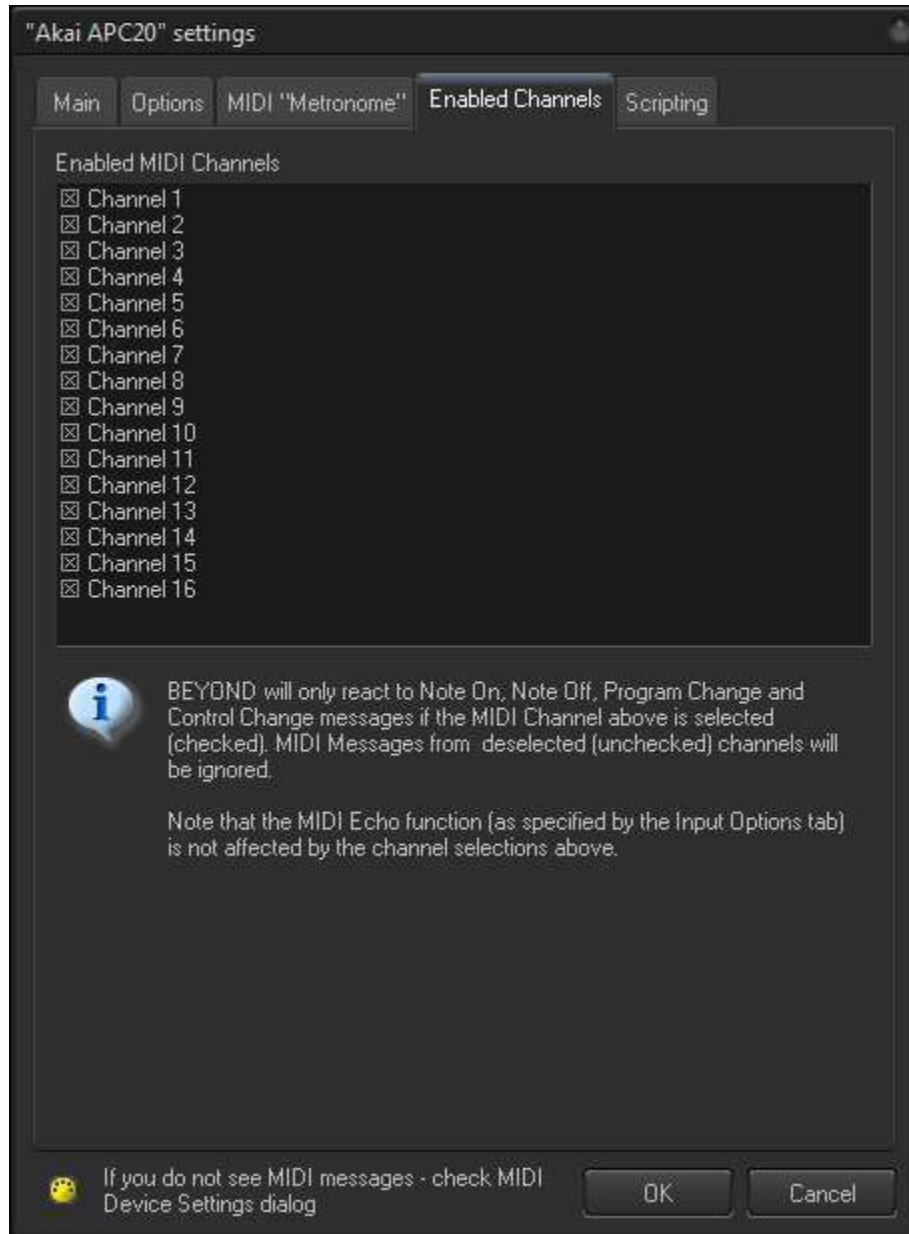 "Akai APC20" settings
Main Options MIDI "Metronome" Enabled Channels Scripting
Enabled MIDI Channels
Channel 1
Channel 2
Channel 3
Channel 4
Channel 5
Channel 6
Channel 7
Channel 8
Channel 9
Channel 10
Channel 11
Channel 12
Channel 13
Channel 14
Channel 15
Channel 16
BEYOND will only react to Note On, Note Off, Program Change and
Control Change messages if the MIDI Channel above is selected
(checked). MIDI Messages from deselected (unchecked) channels will
be ignored.
Note that the MIDI Echo function (as specified by the Input Options tab)
is not affected by the channel selections above.
If you do not see MIDI messages - check MIDI
Device Settings dialog
OK Cancel